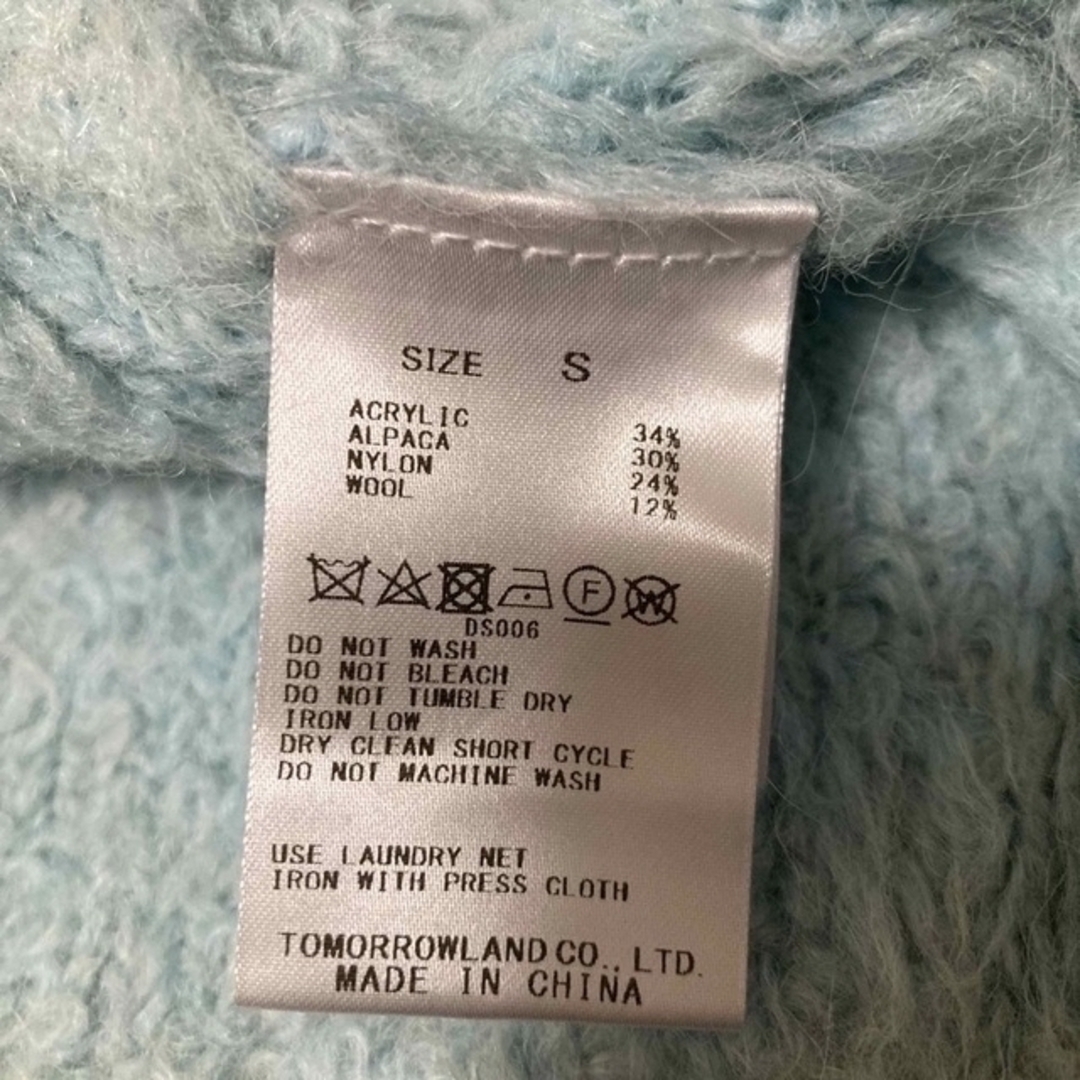 SIZE S
ACRYLIC 34%
ALPACA 30%
NYLON 24%
WOOL 12%
F W
DS006
DO NOT WASH
DO NOT BLEACH
DO NOT TUMBLE DRY
IRON LOW
DRY CLEAN SHORT CYCLE
DO NOT MACHINE WASH
USE LAUNDRY NET
IRON WITH PRESS CLOTH
TOMORROWLAND CO., LTD.
MADE IN CHINA